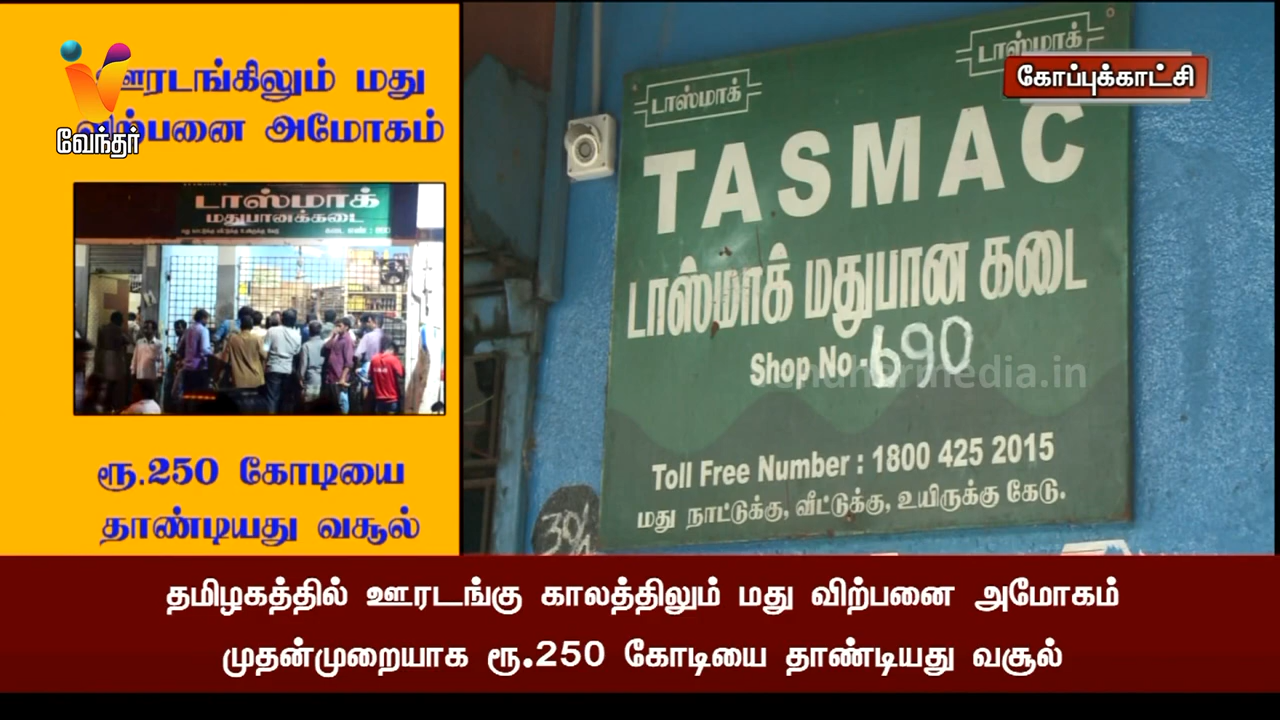 ஊரடங்கிலும் மது
விற்பனை அமோகம்
வேந்தர்
டாஸ்மாக்
மதுபானக்கடை
ரூ.250 கோடியை
தாண்டியது வசூல்
கோப்புக்காட்சி
டாஸ்மாக்
டாஸ்மாக்
TASMAC
டாஸ்மாக் மதுபான கடை
Shop No - 690
media.in
Toll Free Number : 1800 425 2015
மது நாட்டுக்கு, வீட்டுக்கு, உயிருக்கு கேடு.
தமிழகத்தில் ஊரடங்கு காலத்திலும் மது விற்பனை அமோகம்
முதன்முறையாக ரூ.250 கோடியை தாண்டியது வசூல்